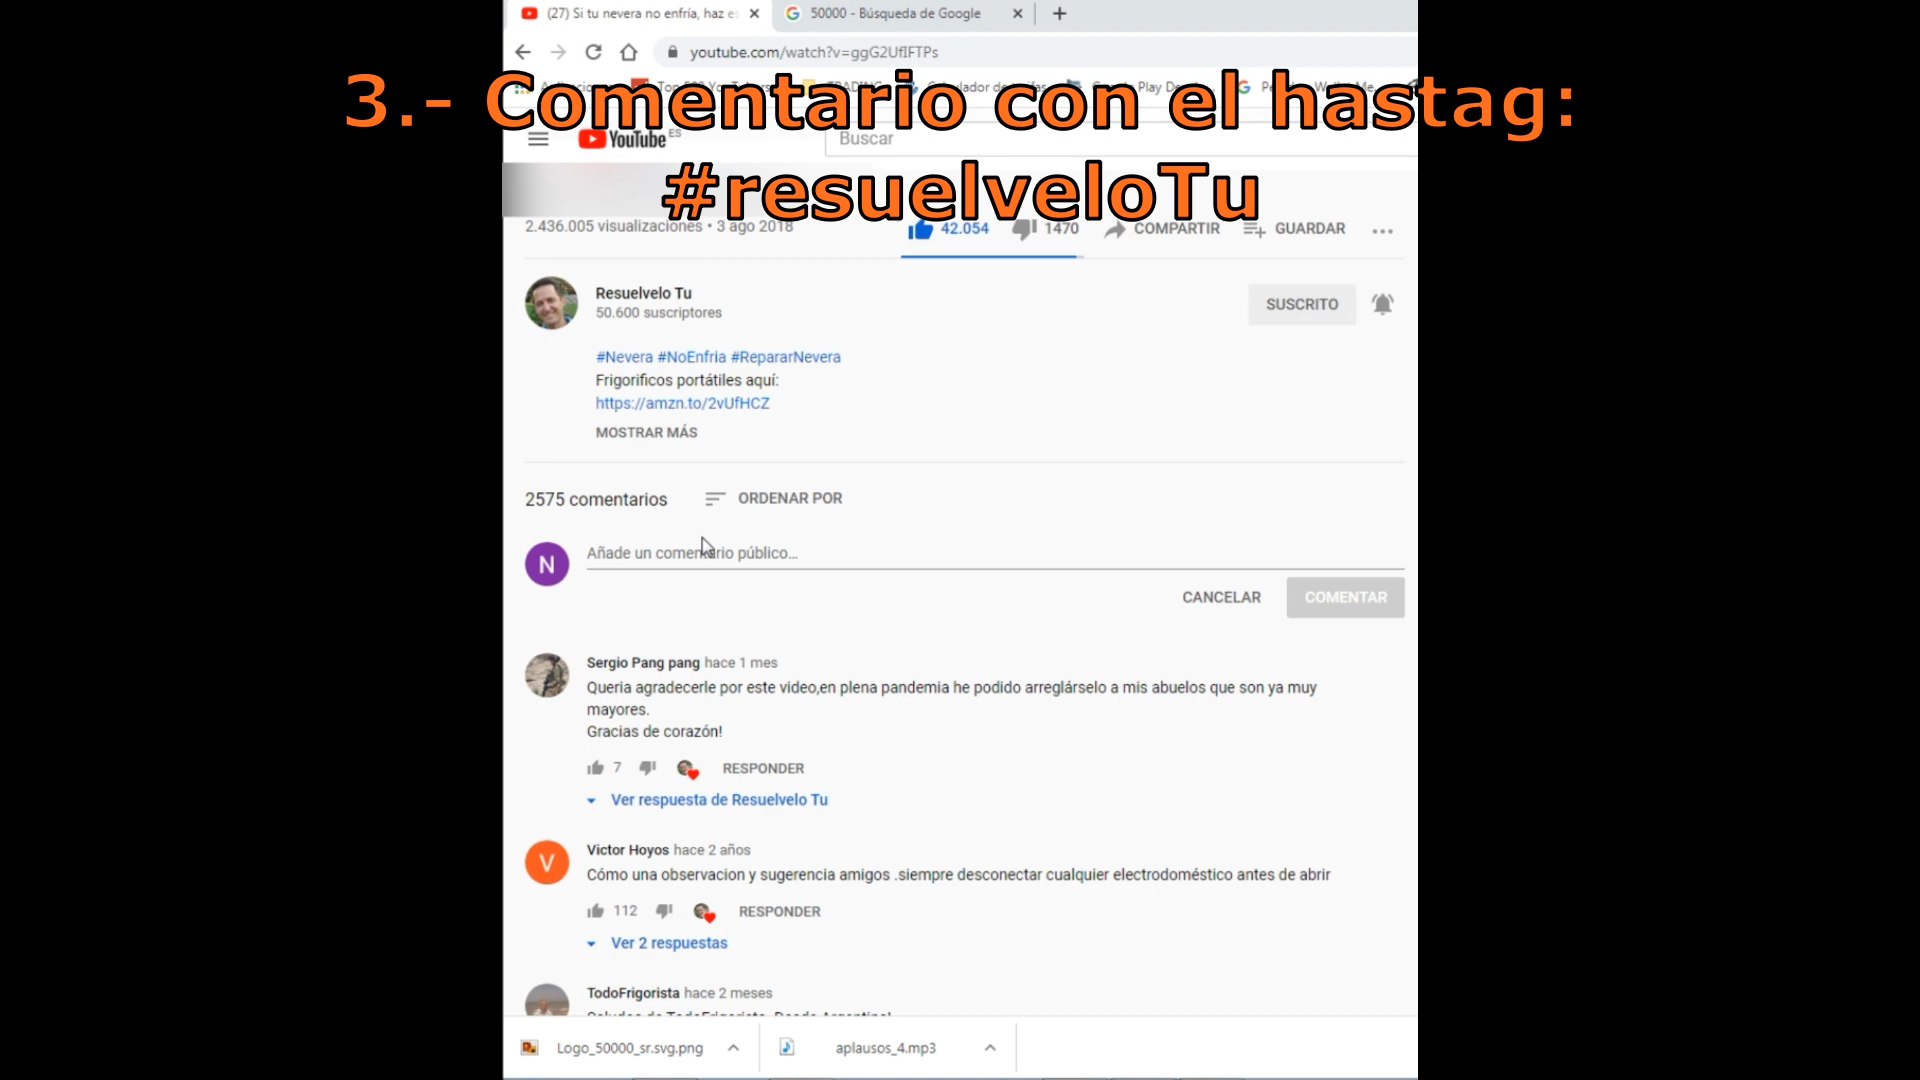 (27) Si tu nevera no enfría, haz es
50000 - Búsqueda de Google
youtube.com/watch?v=ggG2UfIFTPs
3.- Comentario con el hastag:
YouTube ES
Buscar
#resuelveloTu
2.436.005 visualizaciones • 3 ago 2018
42.054
1470
COMPARTIR
GUARDAR
Resuelvelo Tu
50.600 suscriptores
SUSCRITO
#Nevera #NoEnfria #RepararNevera
Frigorificos portátiles aquí:
https://amzn.to/2vUfHCZ
MOSTRAR MÁS
2575 comentarios
ORDENAR POR
N
Añade un comentario público...
CANCELAR
COMENTAR
Sergio Pang pang hace 1 mes
Queria agradecerle por este video,en plena pandemia he podido arreglárselo a mis abuelos que son ya muy
mayores.
Gracias de corazón!
7
RESPONDER
Ver respuesta de Resuelvelo Tu
V
Victor Hoyos hace 2 años
Cómo una observacion y sugerencia amigos .siempre desconectar cualquier electrodoméstico antes de abrir
112
RESPONDER
Ver 2 respuestas
TodoFrigorista hace 2 meses
Logo_50000_sr.svg.png
aplausos_4.mp3